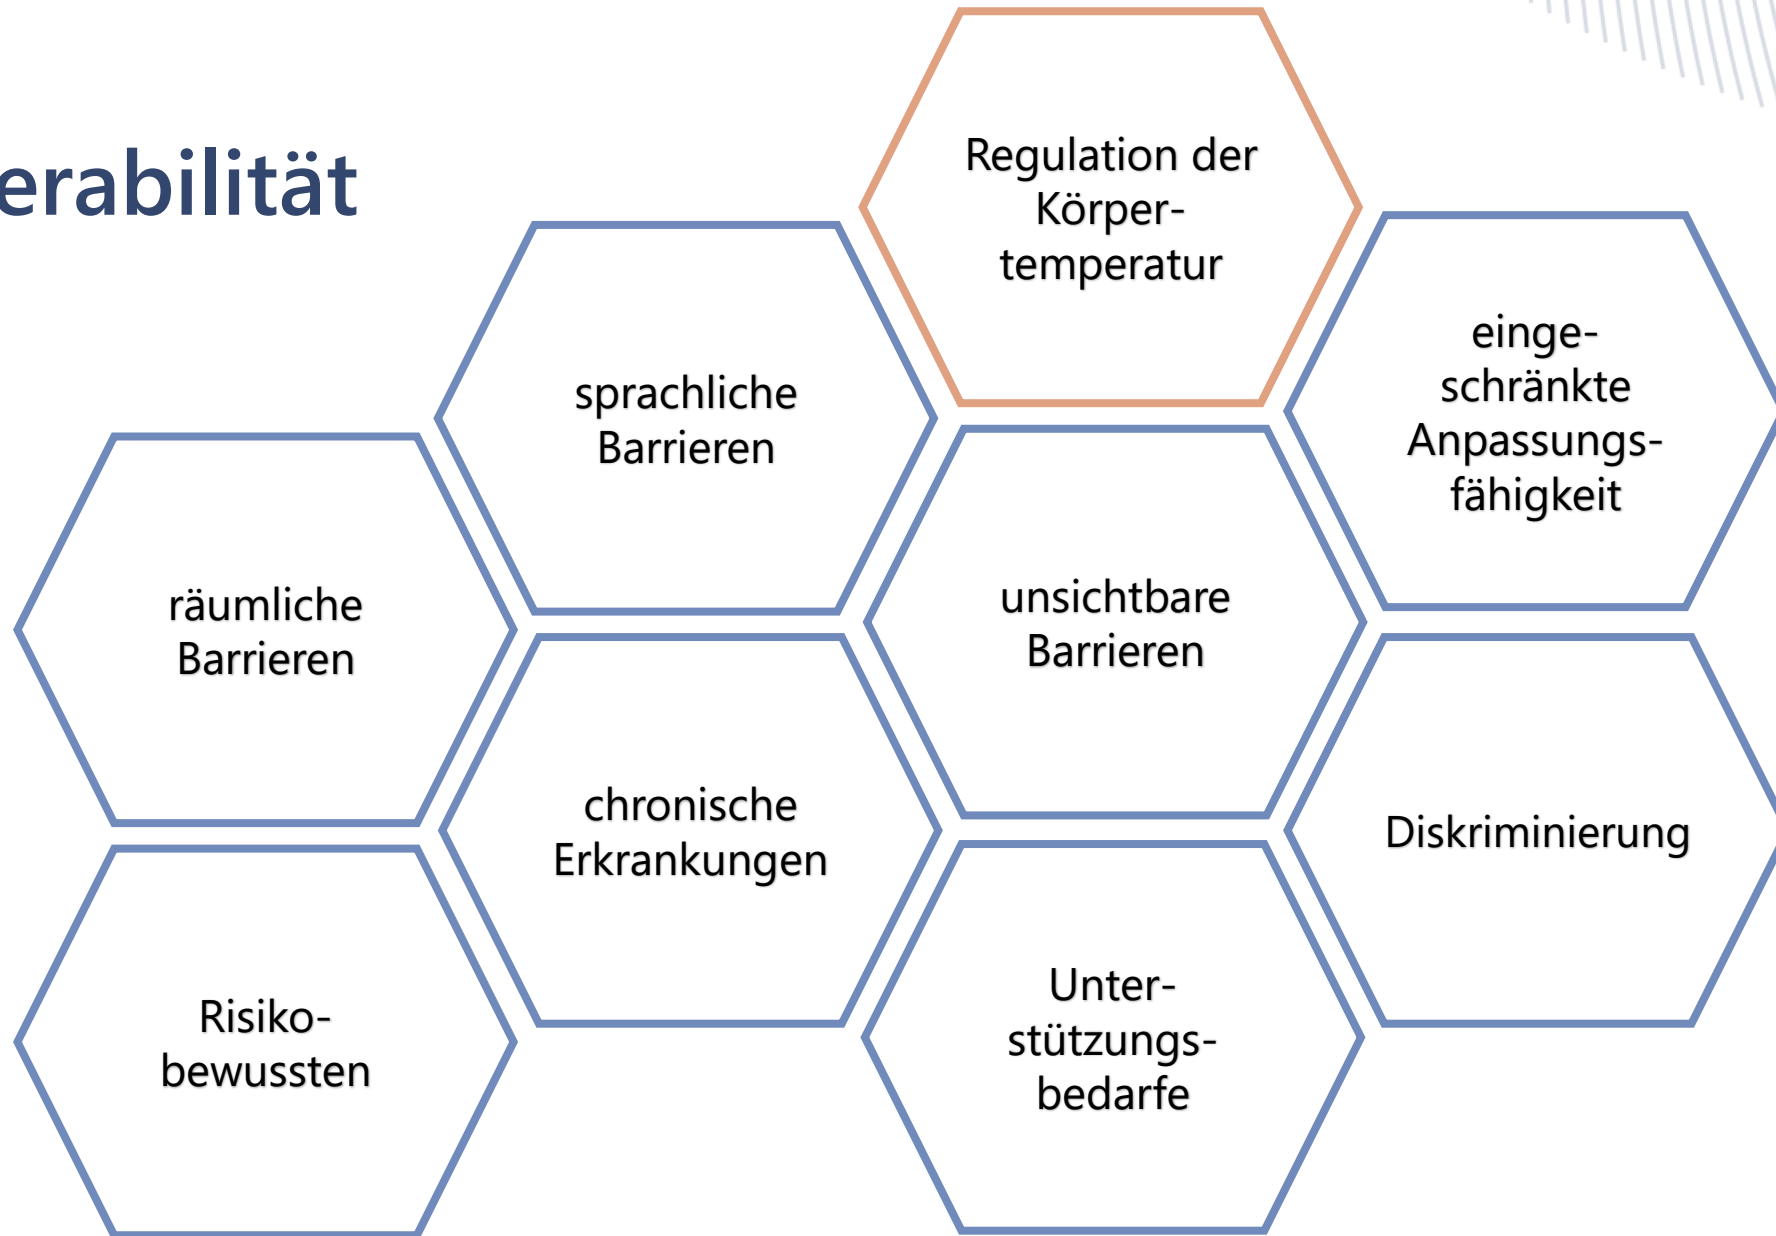 erabilität
Regulation der
Körper-
temperatur
sprachliche
Barrieren
einge-
schränkte
Anpassungs-
fähigkeit
räumliche
Barrieren
unsichtbare
Barrieren
chronische
Erkrankungen
Diskriminierung
Risiko-
bewussten
Unter-
stützungs-
bedarfe